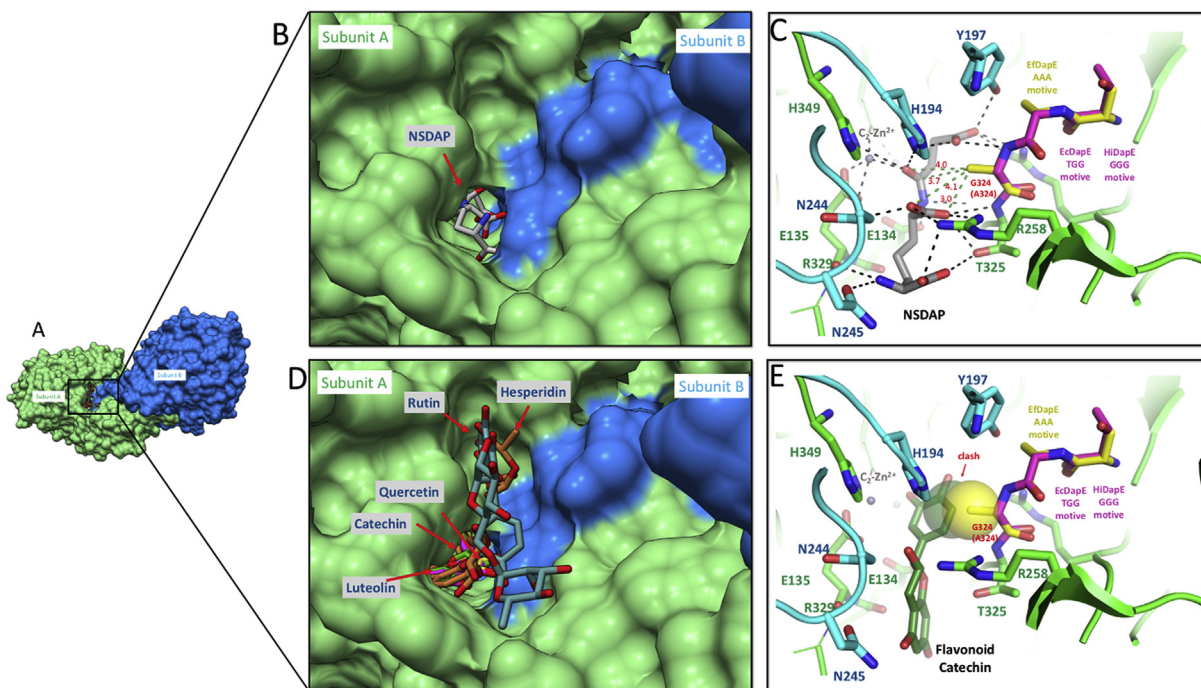 A
Subunit A
Subunit B
B
Subunit A
Subunit B
NSDAP
C
Y197
EfDapE
AAA
motive
H349
H194
C₂-Zn²⁺
EcDapE
TGG
motive
HiDapE
GGG
motive
4.0
3.7
4.1
3.0
G324
(A324)
N244
E135
E134
R258
R329
T325
NSDAP
N245
D
Subunit A
Subunit B
Hesperidin
Rutin
Quercetin
Catechin
Luteolin
E
Y197
EfDapE
AAA
motive
H349
H194
clash
C₂-Zn²⁺
EcDapE
TGG
motive
HiDapE
GGG
motive
G324
(A324)
N244
E135
E134
R258
R329
T325
Flavonoid
Catechin
N245